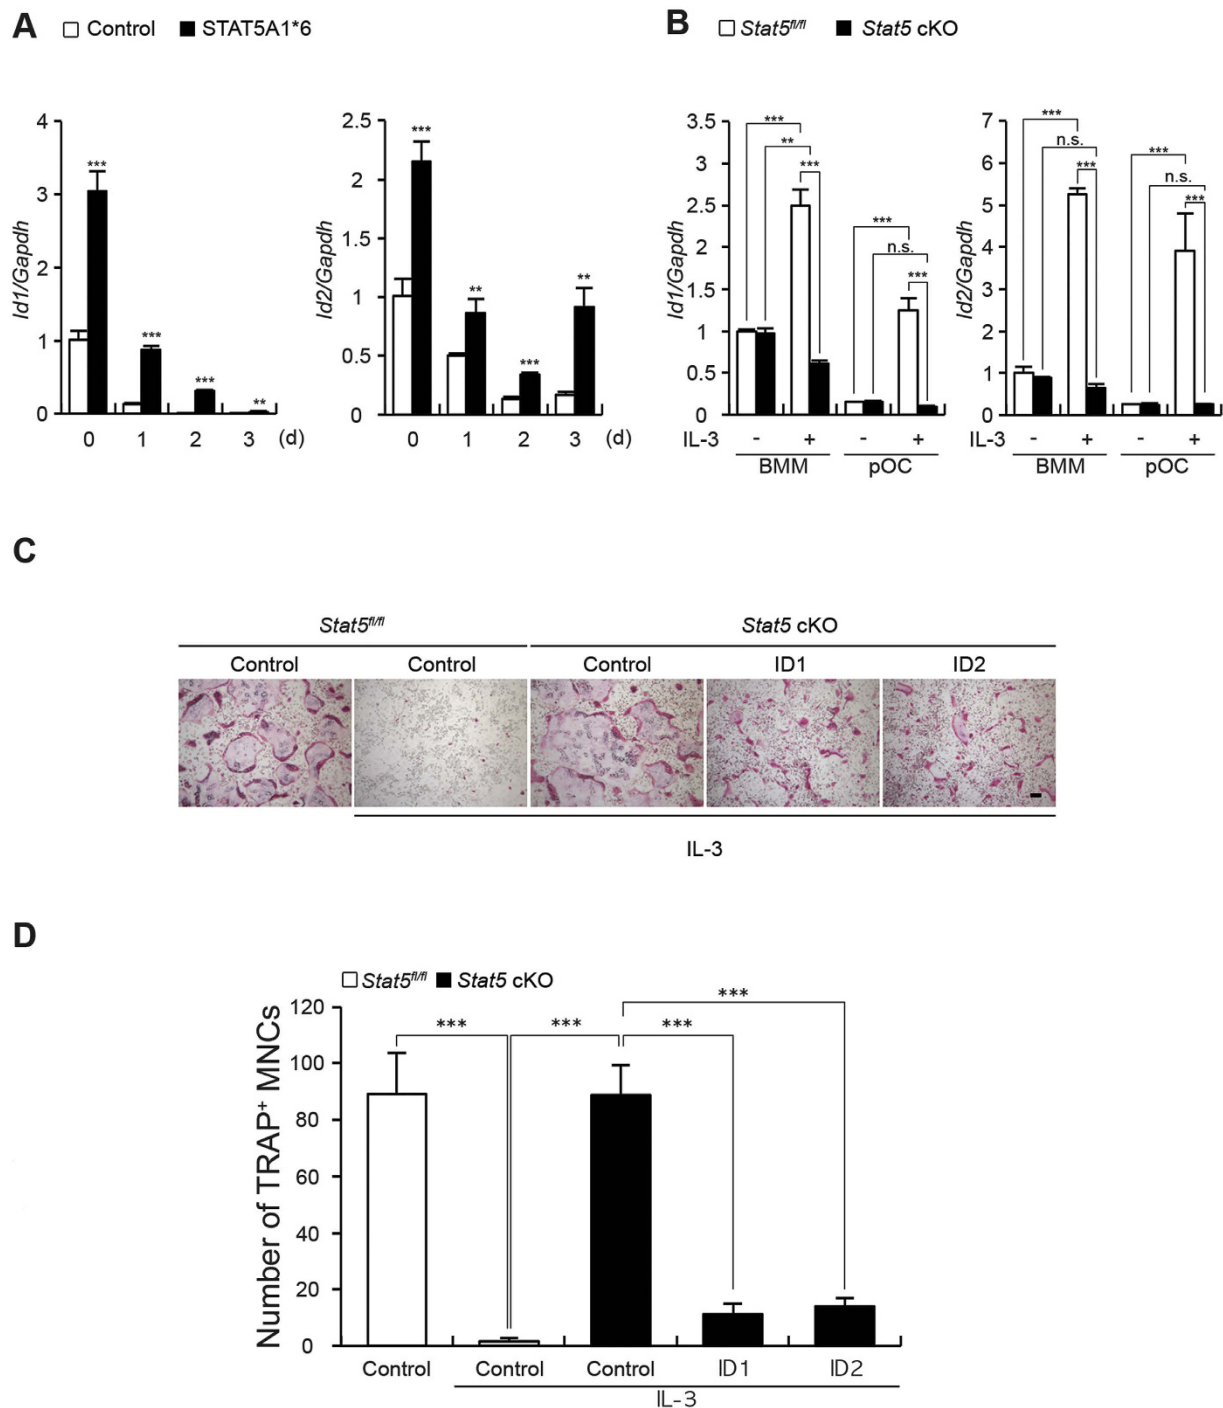 A
Control STAT5A1*6
Id1/Gapdh
4
3
2
1
0
***
***
***
**
0 1 2 3 (d)
Id2/Gapdh
2.5
2
1.5
1
0.5
0
***
**
***
**
0 1 2 3 (d)
B
Stat5fl/fl Stat5 cKO
Id1/Gapdh
3.5
3
2.5
2
1.5
1
0.5
0
***
**
***
***
n.s.
***
IL-3 - + - +
BMM pOC
Id2/Gapdh
7
6
5
4
3
2
1
0
***
n.s.
***
***
n.s.
***
IL-3 - + - +
BMM pOC
C
Stat5fl/fl Stat5 cKO
Control Control Control ID1 ID2
IL-3
D
Stat5fl/fl Stat5 cKO
Number of TRAP+ MNCs
120
100
80
60
40
20
0
***
*** *** ***
Control Control Control ID1 ID2
IL-3